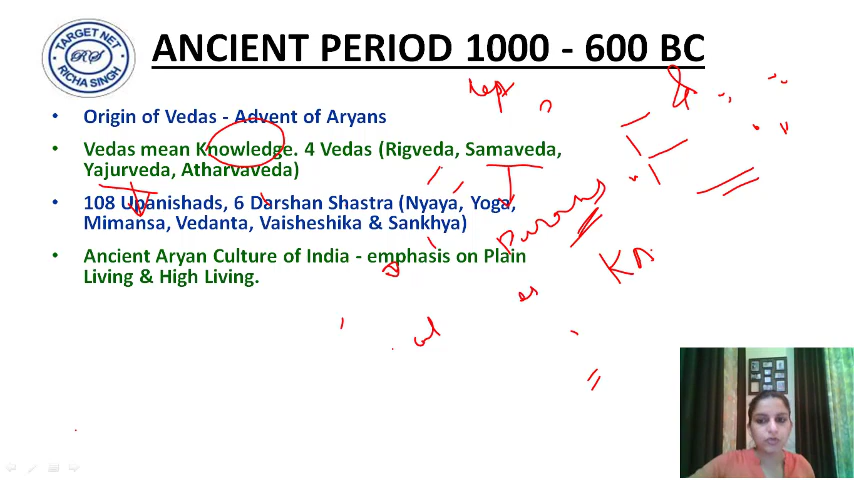 TARGET NET
RS
RICHA SINGH
ANCIENT PERIOD 1000 - 600 BC
• Origin of Vedas - Advent of Aryans
• Vedas mean Knowledge. 4 Vedas (Rigveda, Samaveda,
Yajurveda, Atharvaveda)
• 108 Upanishads, 6 Darshan Shastra (Nyaya, Yoga,
Mimansa, Vedanta, Vaisheshika & Sankhya)
• Ancient Aryan Culture of India - emphasis on Plain
Living & High Living.
Purans